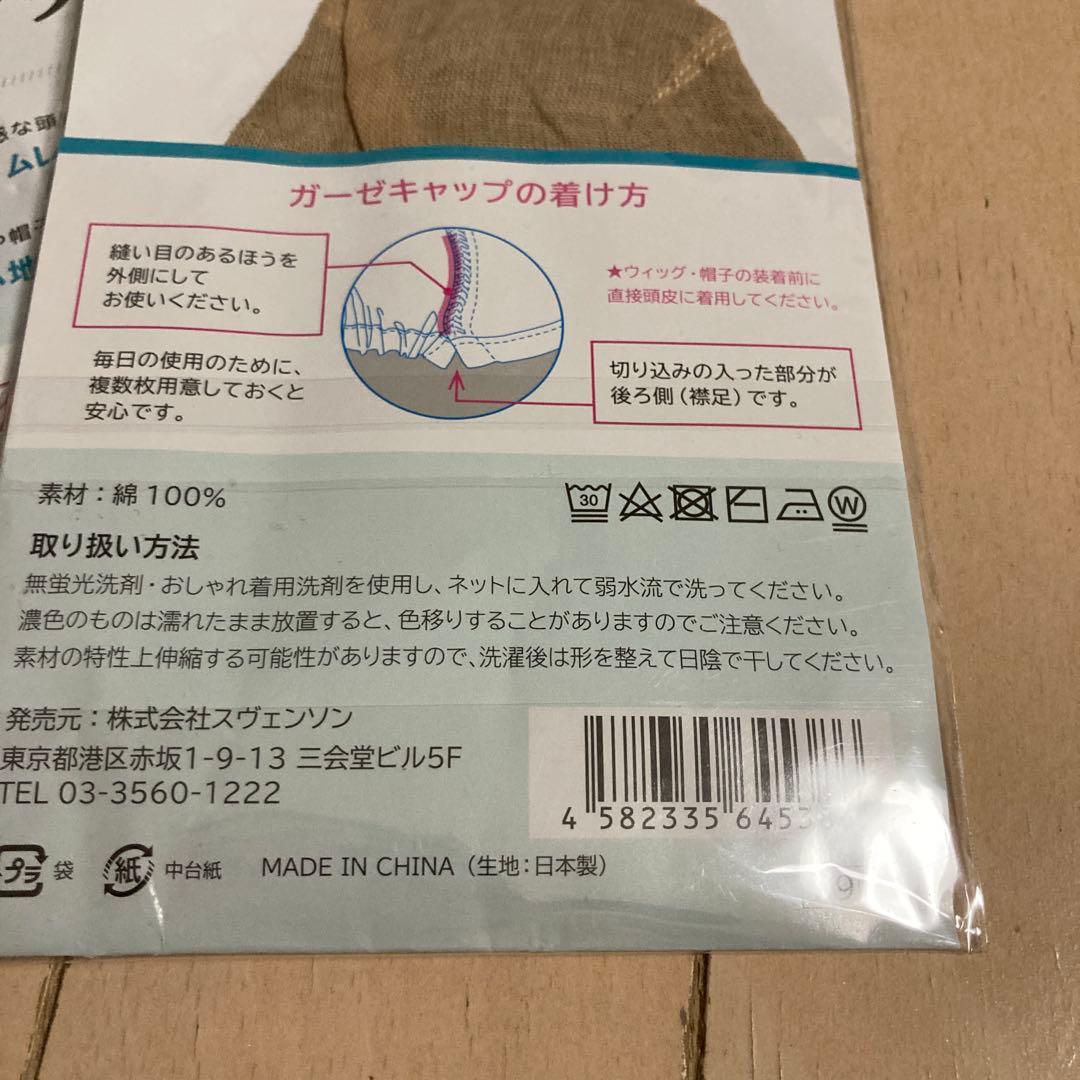 感な頭
ムレ
帽子
地
ガーゼキャップの着け方
縫い目のあるほうを
外側にして
お使いください。
★ウィッグ・帽子の装着前に
直接頭皮に着用してください。
毎日の使用のために、
複数枚用意しておくと
安心です。
切り込みの入った部分が
後ろ側（襟足）です。
素材：綿 100%
30
W
取り扱い方法
無蛍光洗剤・おしゃれ着用洗剤を使用し、ネットに入れて弱水流で洗ってください。
濃色のものは濡れたまま放置すると、色移りすることがありますのでご注意ください。
素材の特性上伸縮する可能性がありますので、洗濯後は形を整えて日陰で干してください。
発売元：株式会社スヴェンソン
東京都港区赤坂1-9-13 三会堂ビル5F
TEL 03-3560-1222
4 582335 6453
プラ 袋 紙 中台紙 MADE IN CHINA（生地：日本製）
9